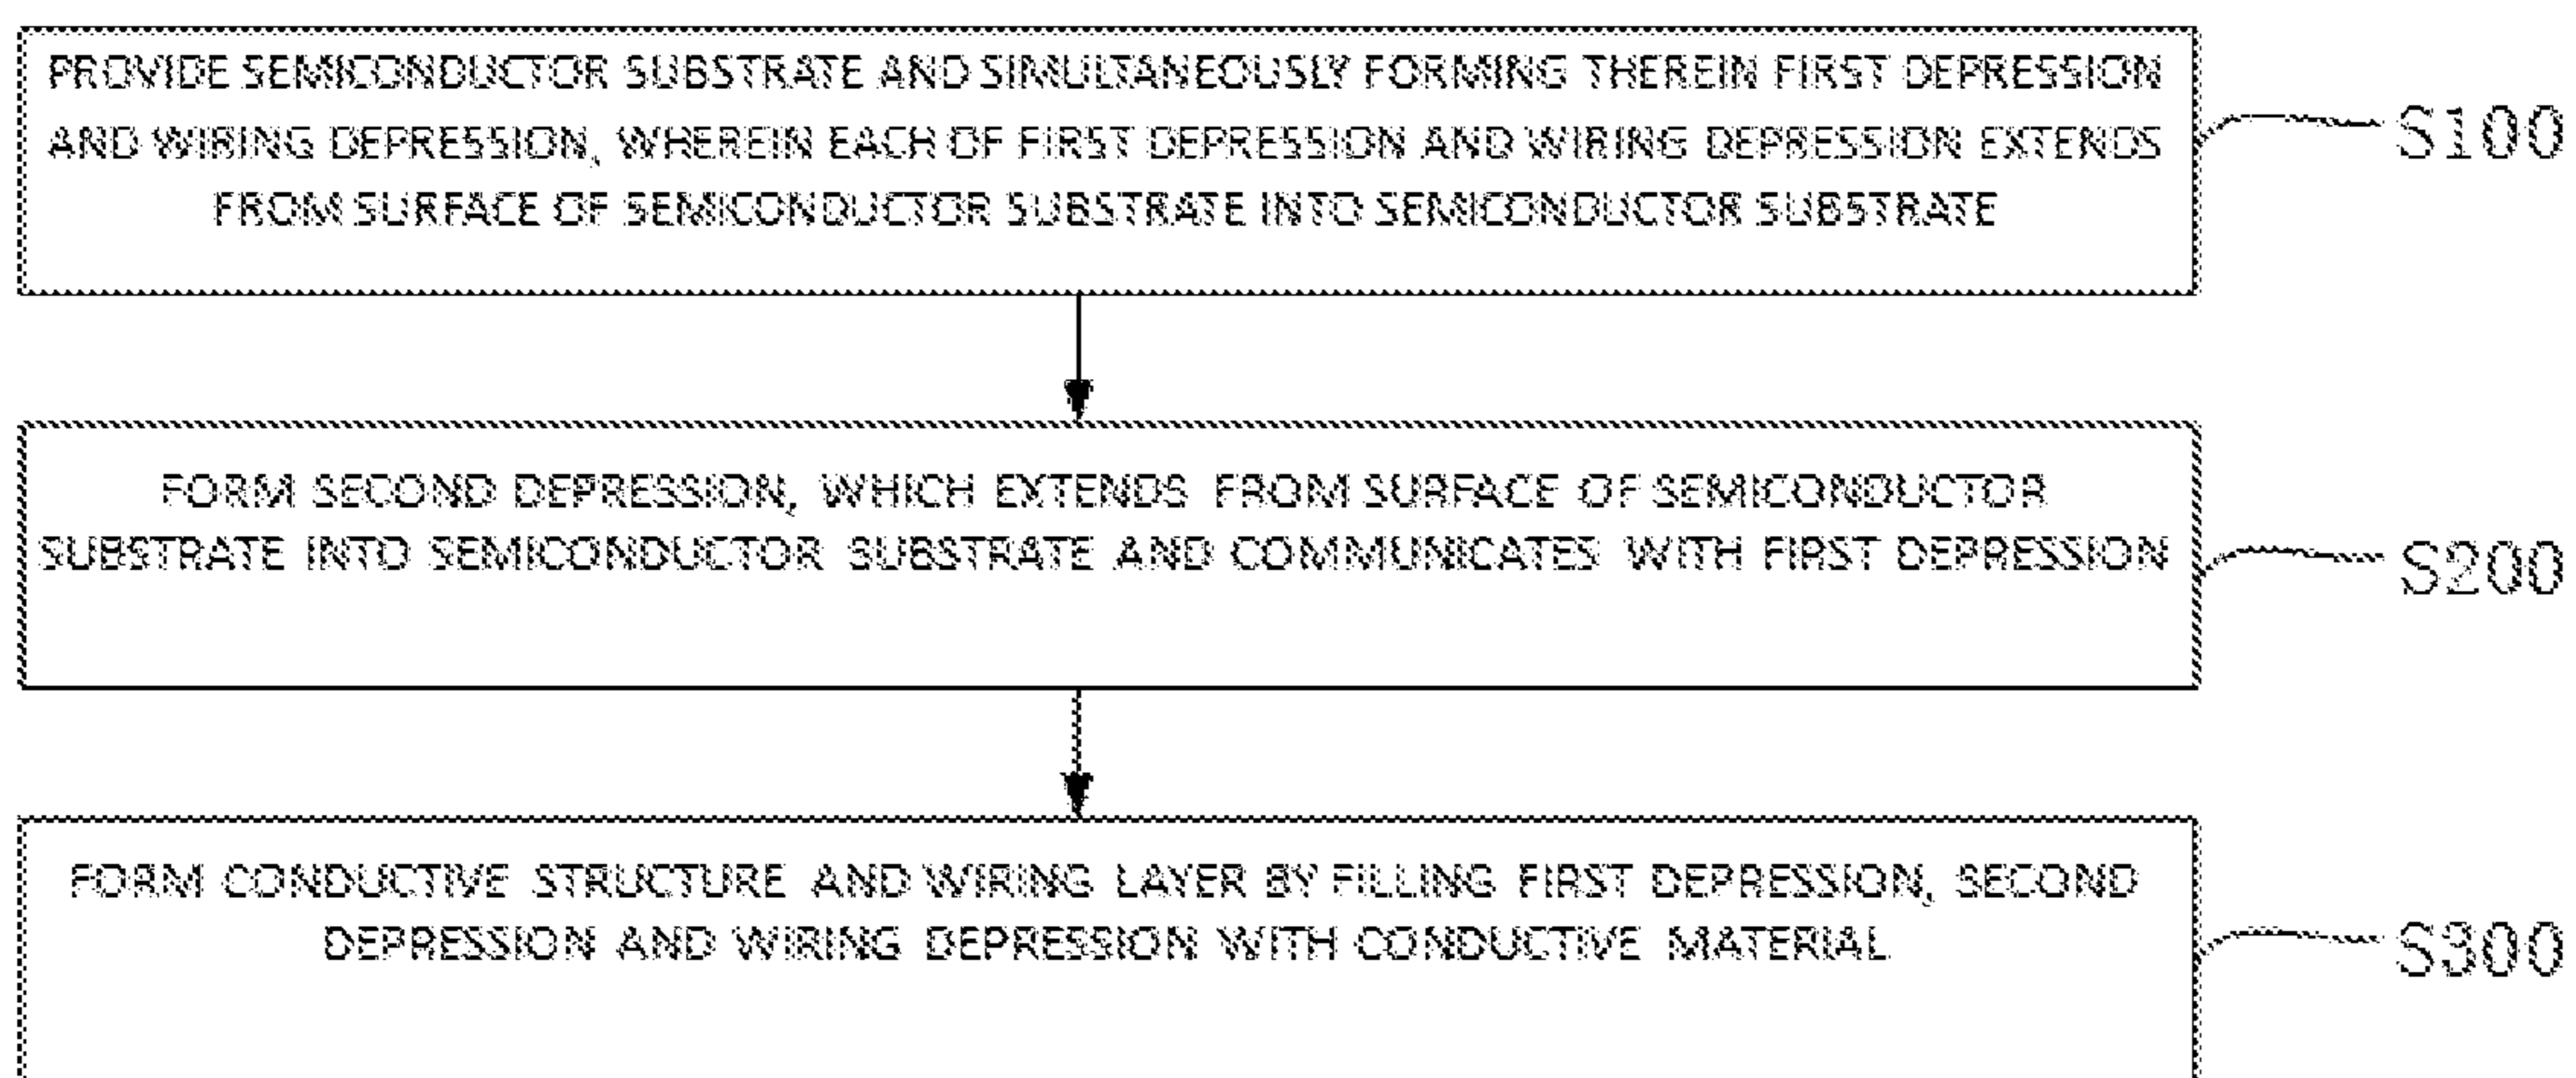 PROVIDE SEMICONDUCTOR SUBSTRATE AND SIMULTANEOUSLY FORMING THEREIN FIRST DEPRESSION
AND WIRING DEPRESSION, WHEREIN EACH OF FIRST DEPRESSION AND WIRING DEPRESSION EXTENDS
FROM SURFACE OF SEMICONDUCTOR SUBSTRATE INTO SEMICONDUCTOR SUBSTRATE
S100
FORM SECOND DEPRESSION, WHICH EXTENDS FROM SURFACE OF SEMICONDUCTOR
SUBSTRATE INTO SEMICONDUCTOR SUBSTRATE AND COMMUNICATES WITH FIRST DEPRESSION
S200
FORM CONDUCTIVE STRUCTURE AND WIRING LAYER BY FILLING FIRST DEPRESSION, SECOND
DEPRESSION AND WIRING DEPRESSION WITH CONDUCTIVE MATERIAL
S300